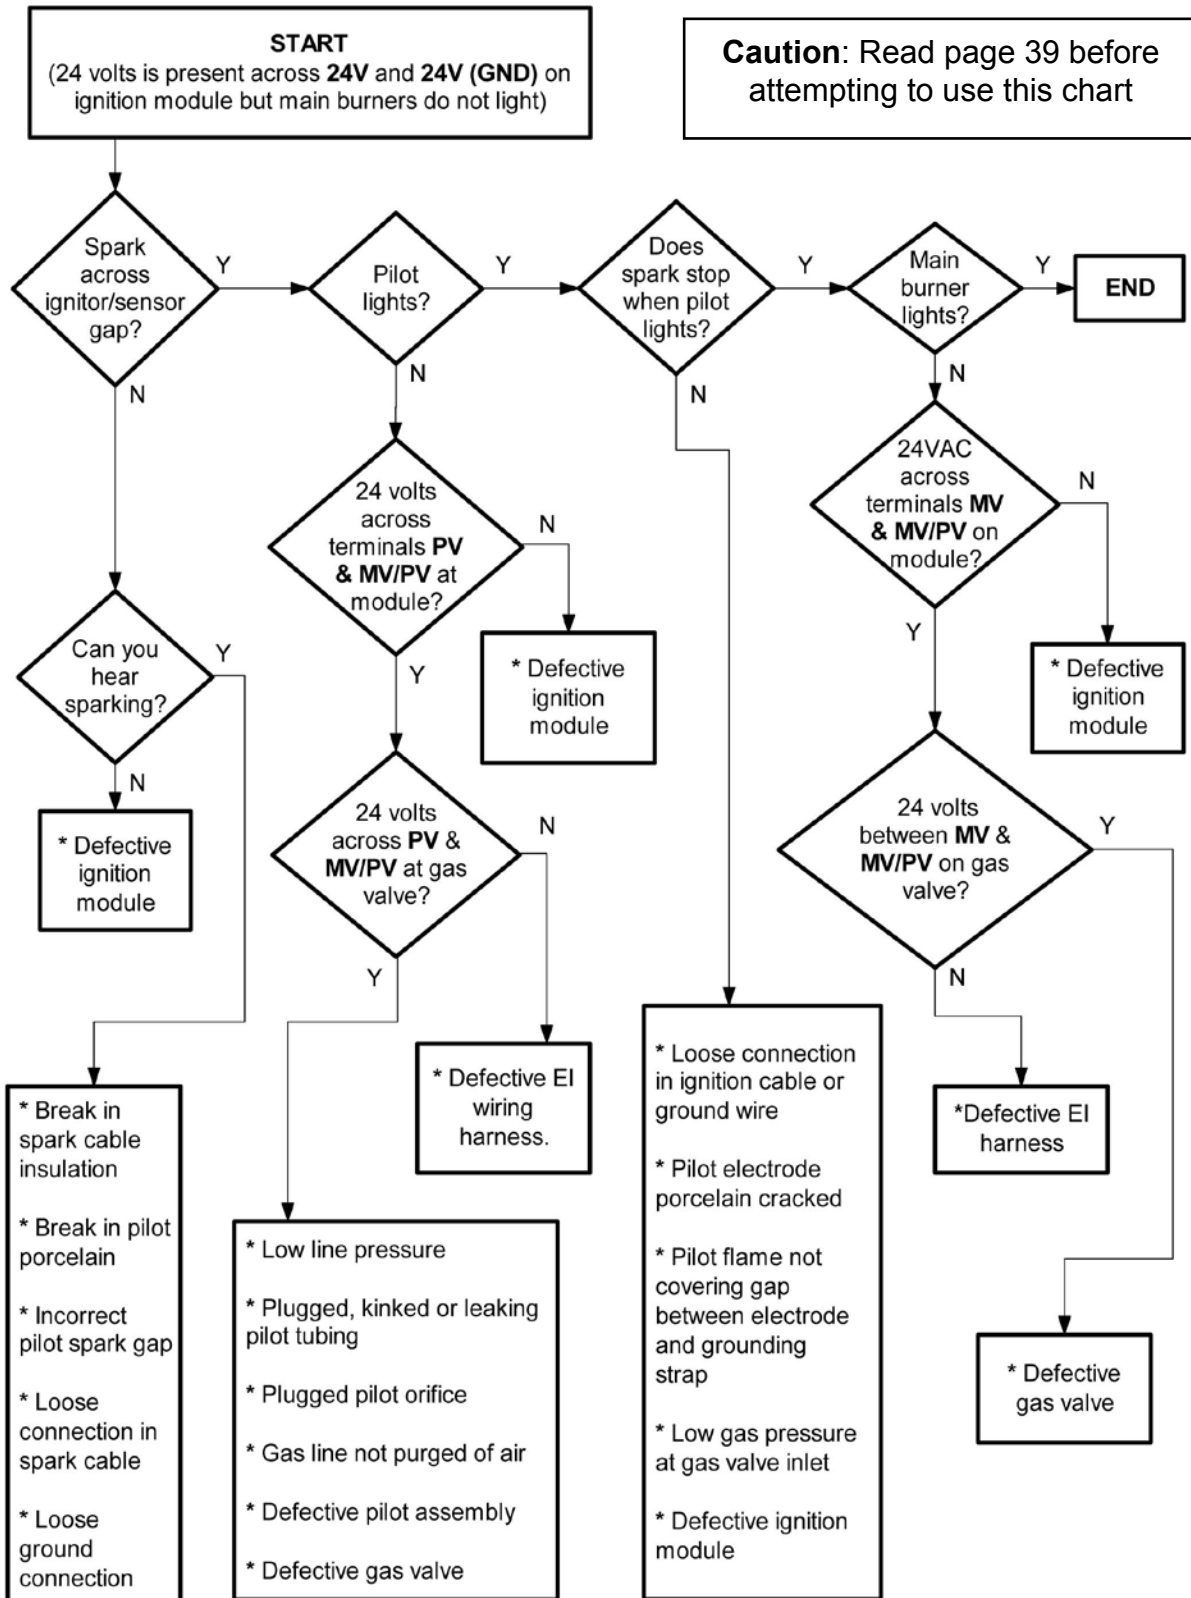 START
(24 volts is present across 24V and 24V (GND) on
ignition module but main burners do not light)
Caution: Read page 39 before
attempting to use this chart
Spark
across
ignitor/sensor
gap?
Y
N
Pilot
lights?
Y
N
Does
spark stop
when pilot
lights?
Y
N
Main
burner
lights?
Y
N
END
Can you
hear
sparking?
Y
N
* Defective
ignition
module
* Break in
spark cable
insulation
* Break in pilot
porcelain
* Incorrect
pilot spark gap
* Loose
connection in
spark cable
* Loose
ground
connection
24 volts
across
terminals PV
& MV/PV at
module?
N
Y
* Defective
ignition
module
24 volts
across PV &
MV/PV at gas
valve?
N
Y
* Defective EI
wiring
harness.
* Low line pressure
* Plugged, kinked or leaking
pilot tubing
* Plugged pilot orifice
* Gas line not purged of air
* Defective pilot assembly
* Defective gas valve
* Loose connection
in ignition cable or
ground wire
* Pilot electrode
porcelain cracked
* Pilot flame not
covering gap
between electrode
and grounding
strap
* Low gas pressure
at gas valve inlet
* Defective ignition
module
24VAC
across
terminals MV
& MV/PV on
module?
N
Y
* Defective
ignition
module
24 volts
between MV &
MV/PV on gas
valve?
Y
N
*Defective EI
harness
* Defective
gas valve